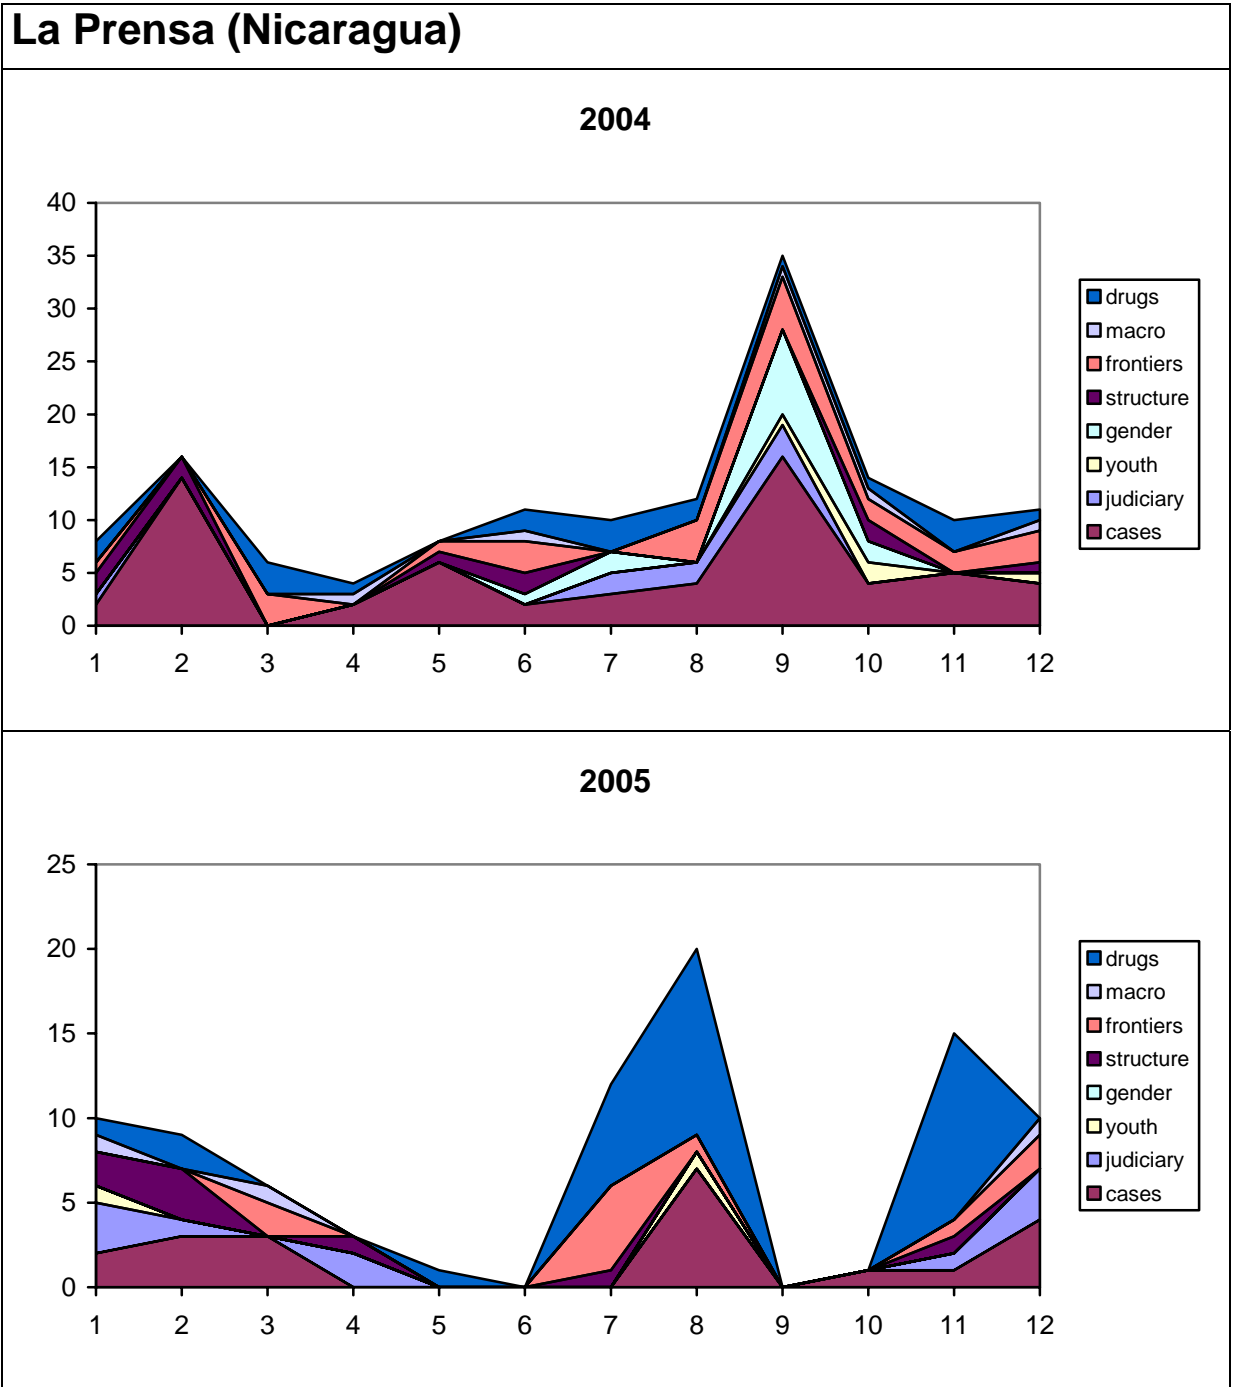 La Prensa (Nicaragua)
2004
40
35
30
25
20
15
10
5
0
1 2 3 4 5 6 7 8 9 10 11 12
drugs
macro
frontiers
structure
gender
youth
judiciary
cases
2005
25
20
15
10
5
0
1 2 3 4 5 6 7 8 9 10 11 12
drugs
macro
frontiers
structure
gender
youth
judiciary
cases